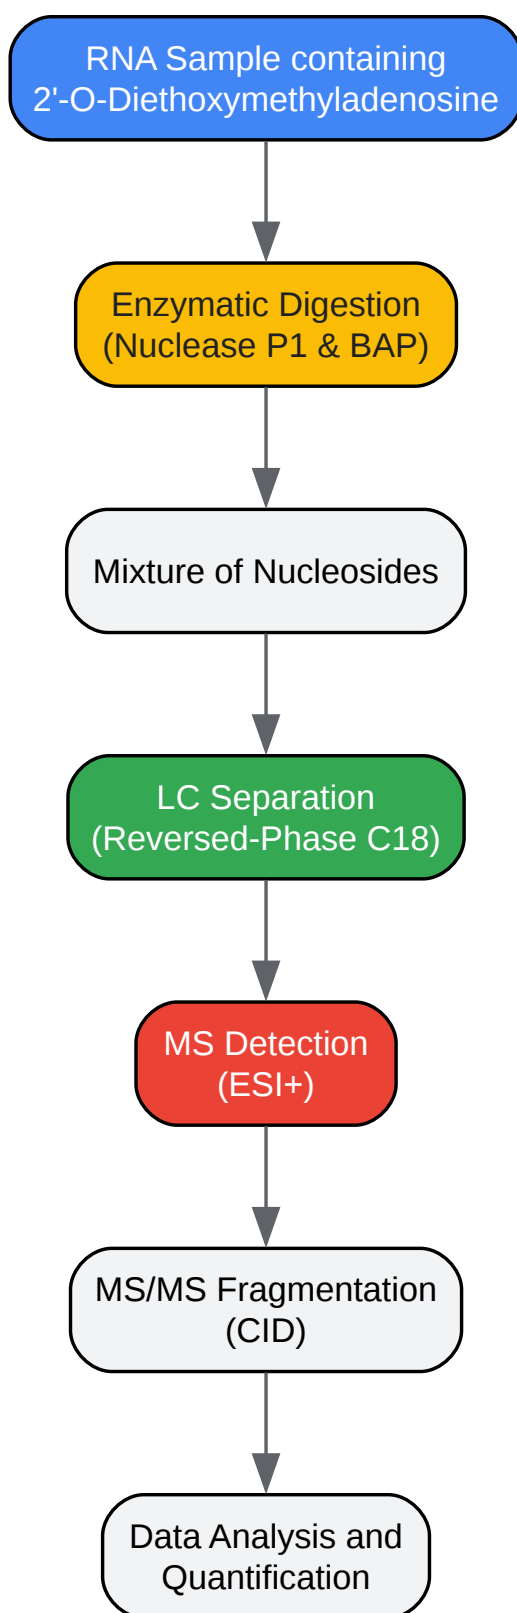 RNA Sample containing
2'-O-Diethoxymethyladenosine
Enzymatic Digestion
(Nuclease P1 & BAP)
Mixture of Nucleosides
LC Separation
(Reversed-Phase C18)
MS Detection
(ESI+)
MS/MS Fragmentation
(CID)
Data Analysis and
Quantification